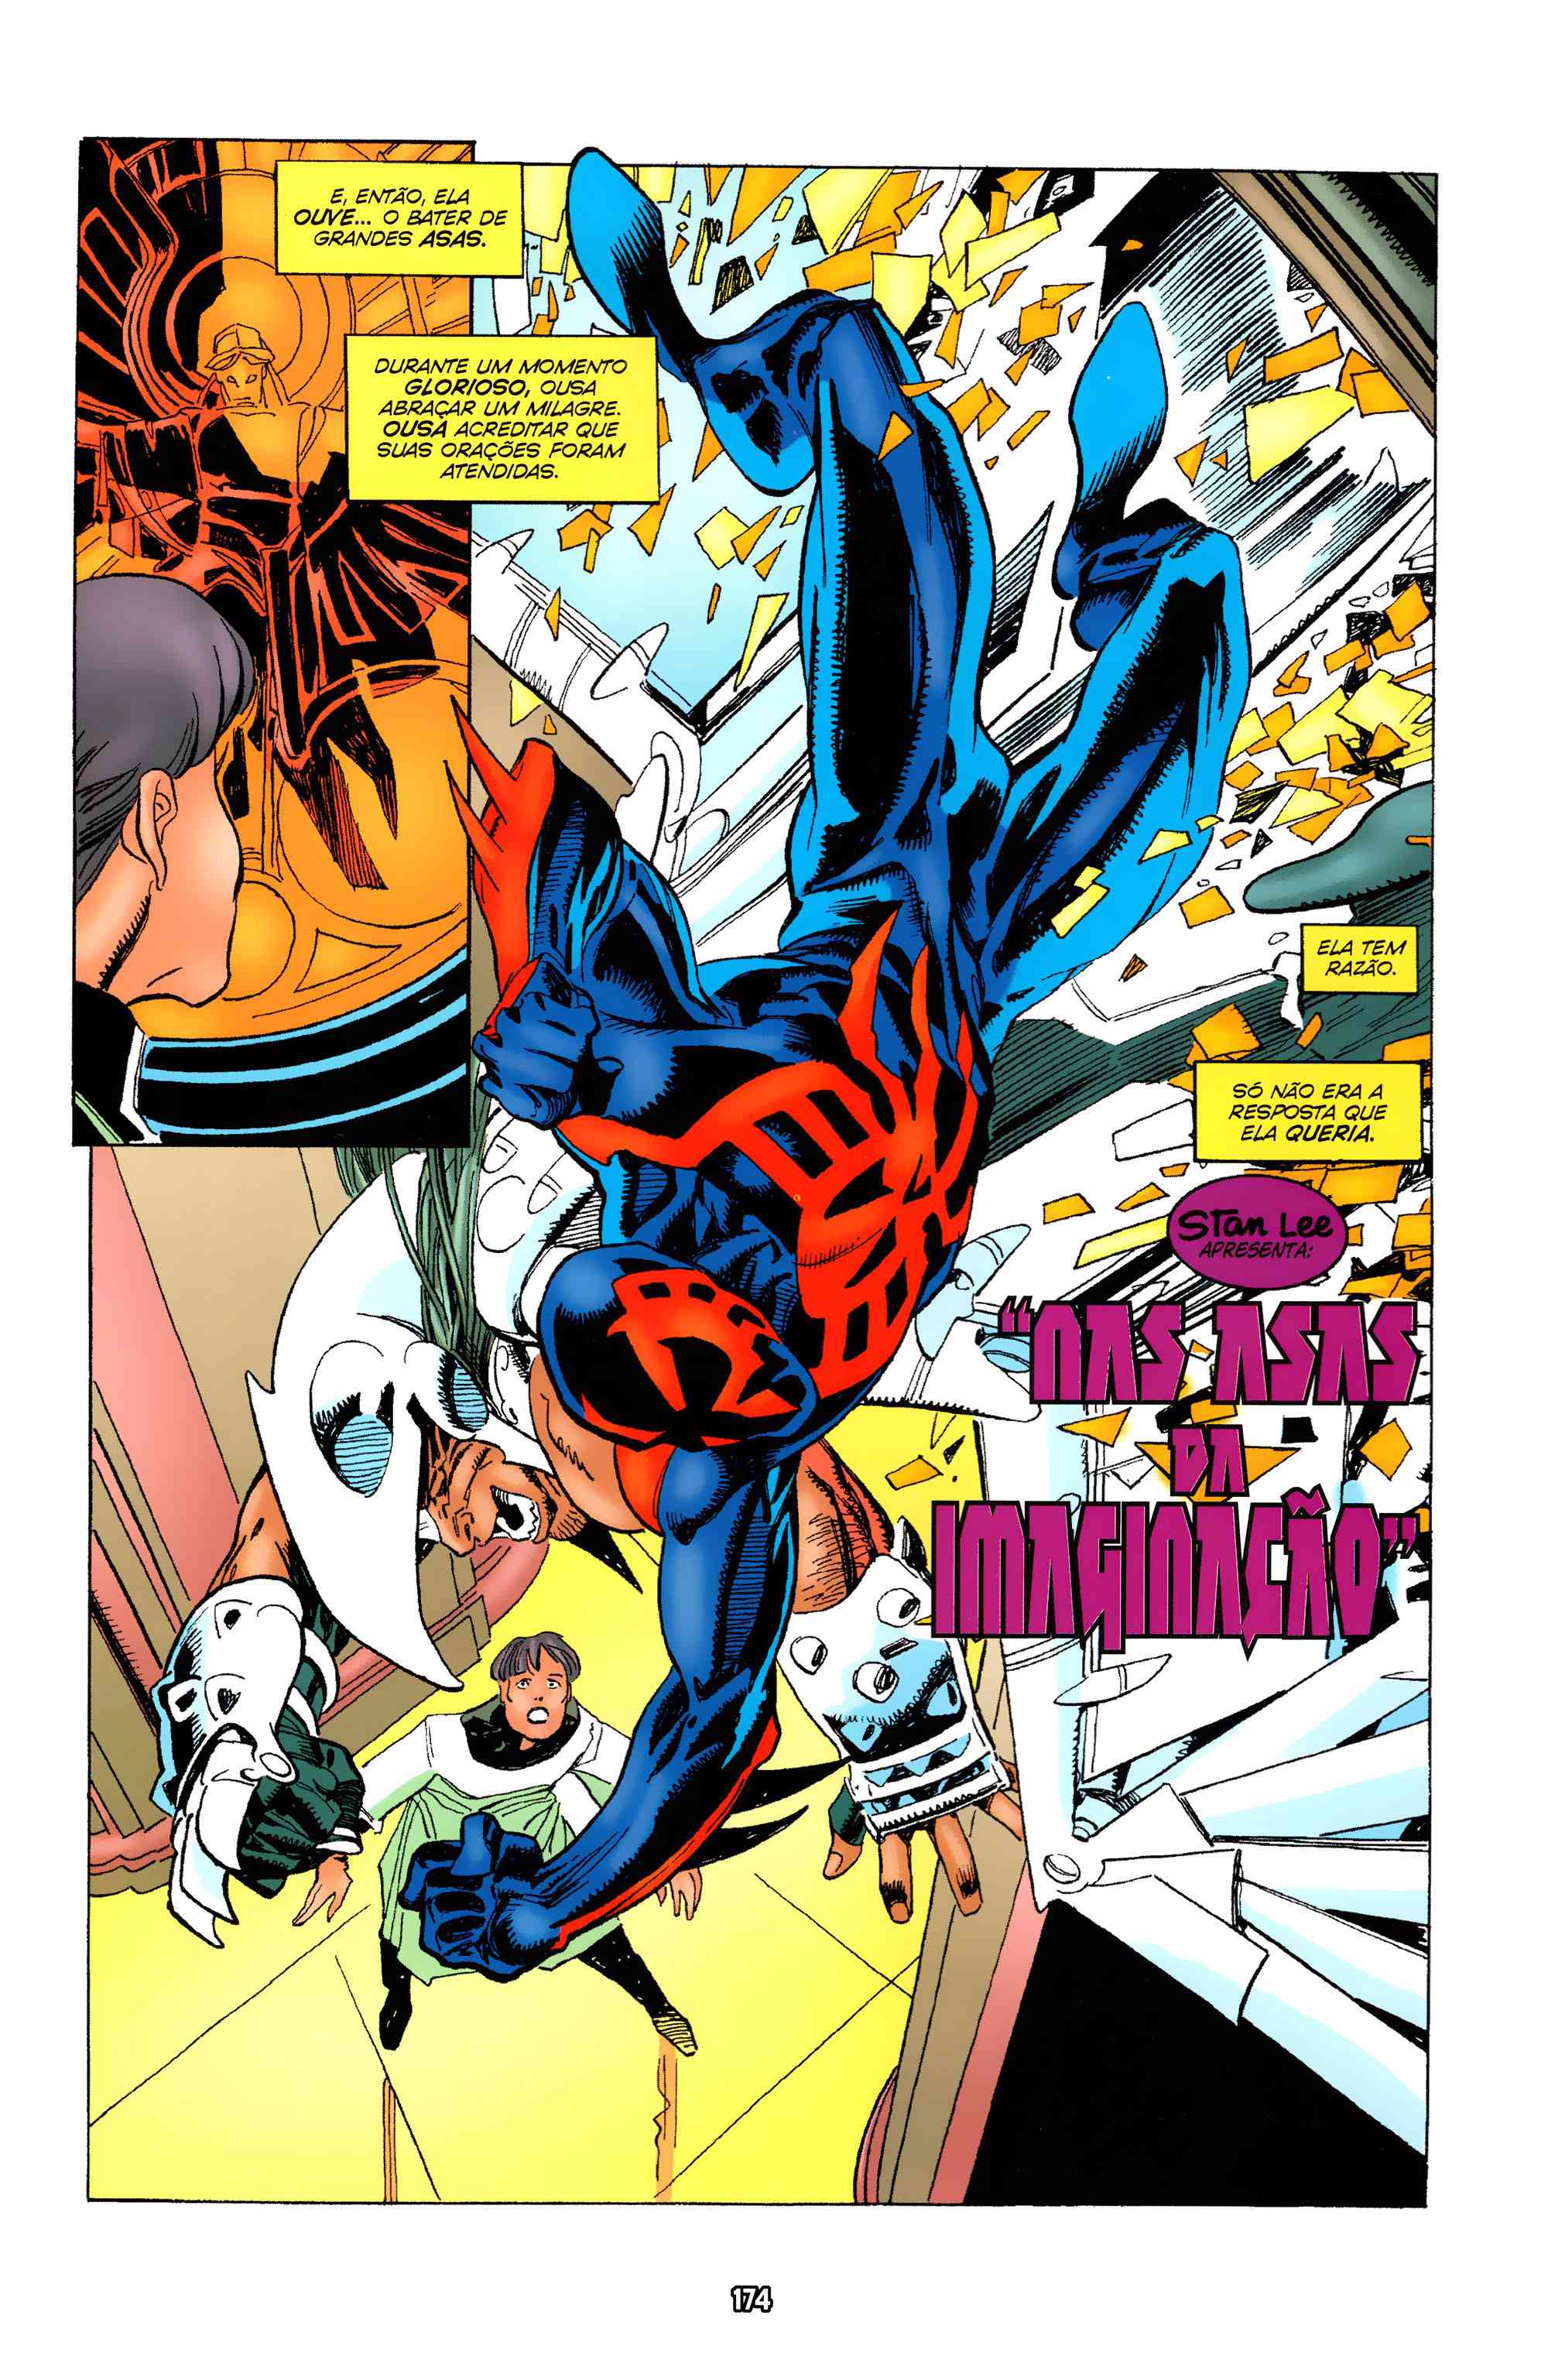 E, ENTÃO, ELA
OUVE... O BATER DE
GRANDES ASAS.
DURANTE UM MOMENTO
GLORIOSO, OUSA
ABRAÇAR UM MILAGRE.
OUSA ACREDITAR QUE
SUAS ORAÇÕES FORAM
ATENDIDAS.
ELA TEM
RAZÃO.
SÓ NÃO ERA A
RESPOSTA QUE
ELA QUERIA.
STAN LEE
APRESENTA:
"NAS ASAS
DA
IMAGINAÇÃO"
174